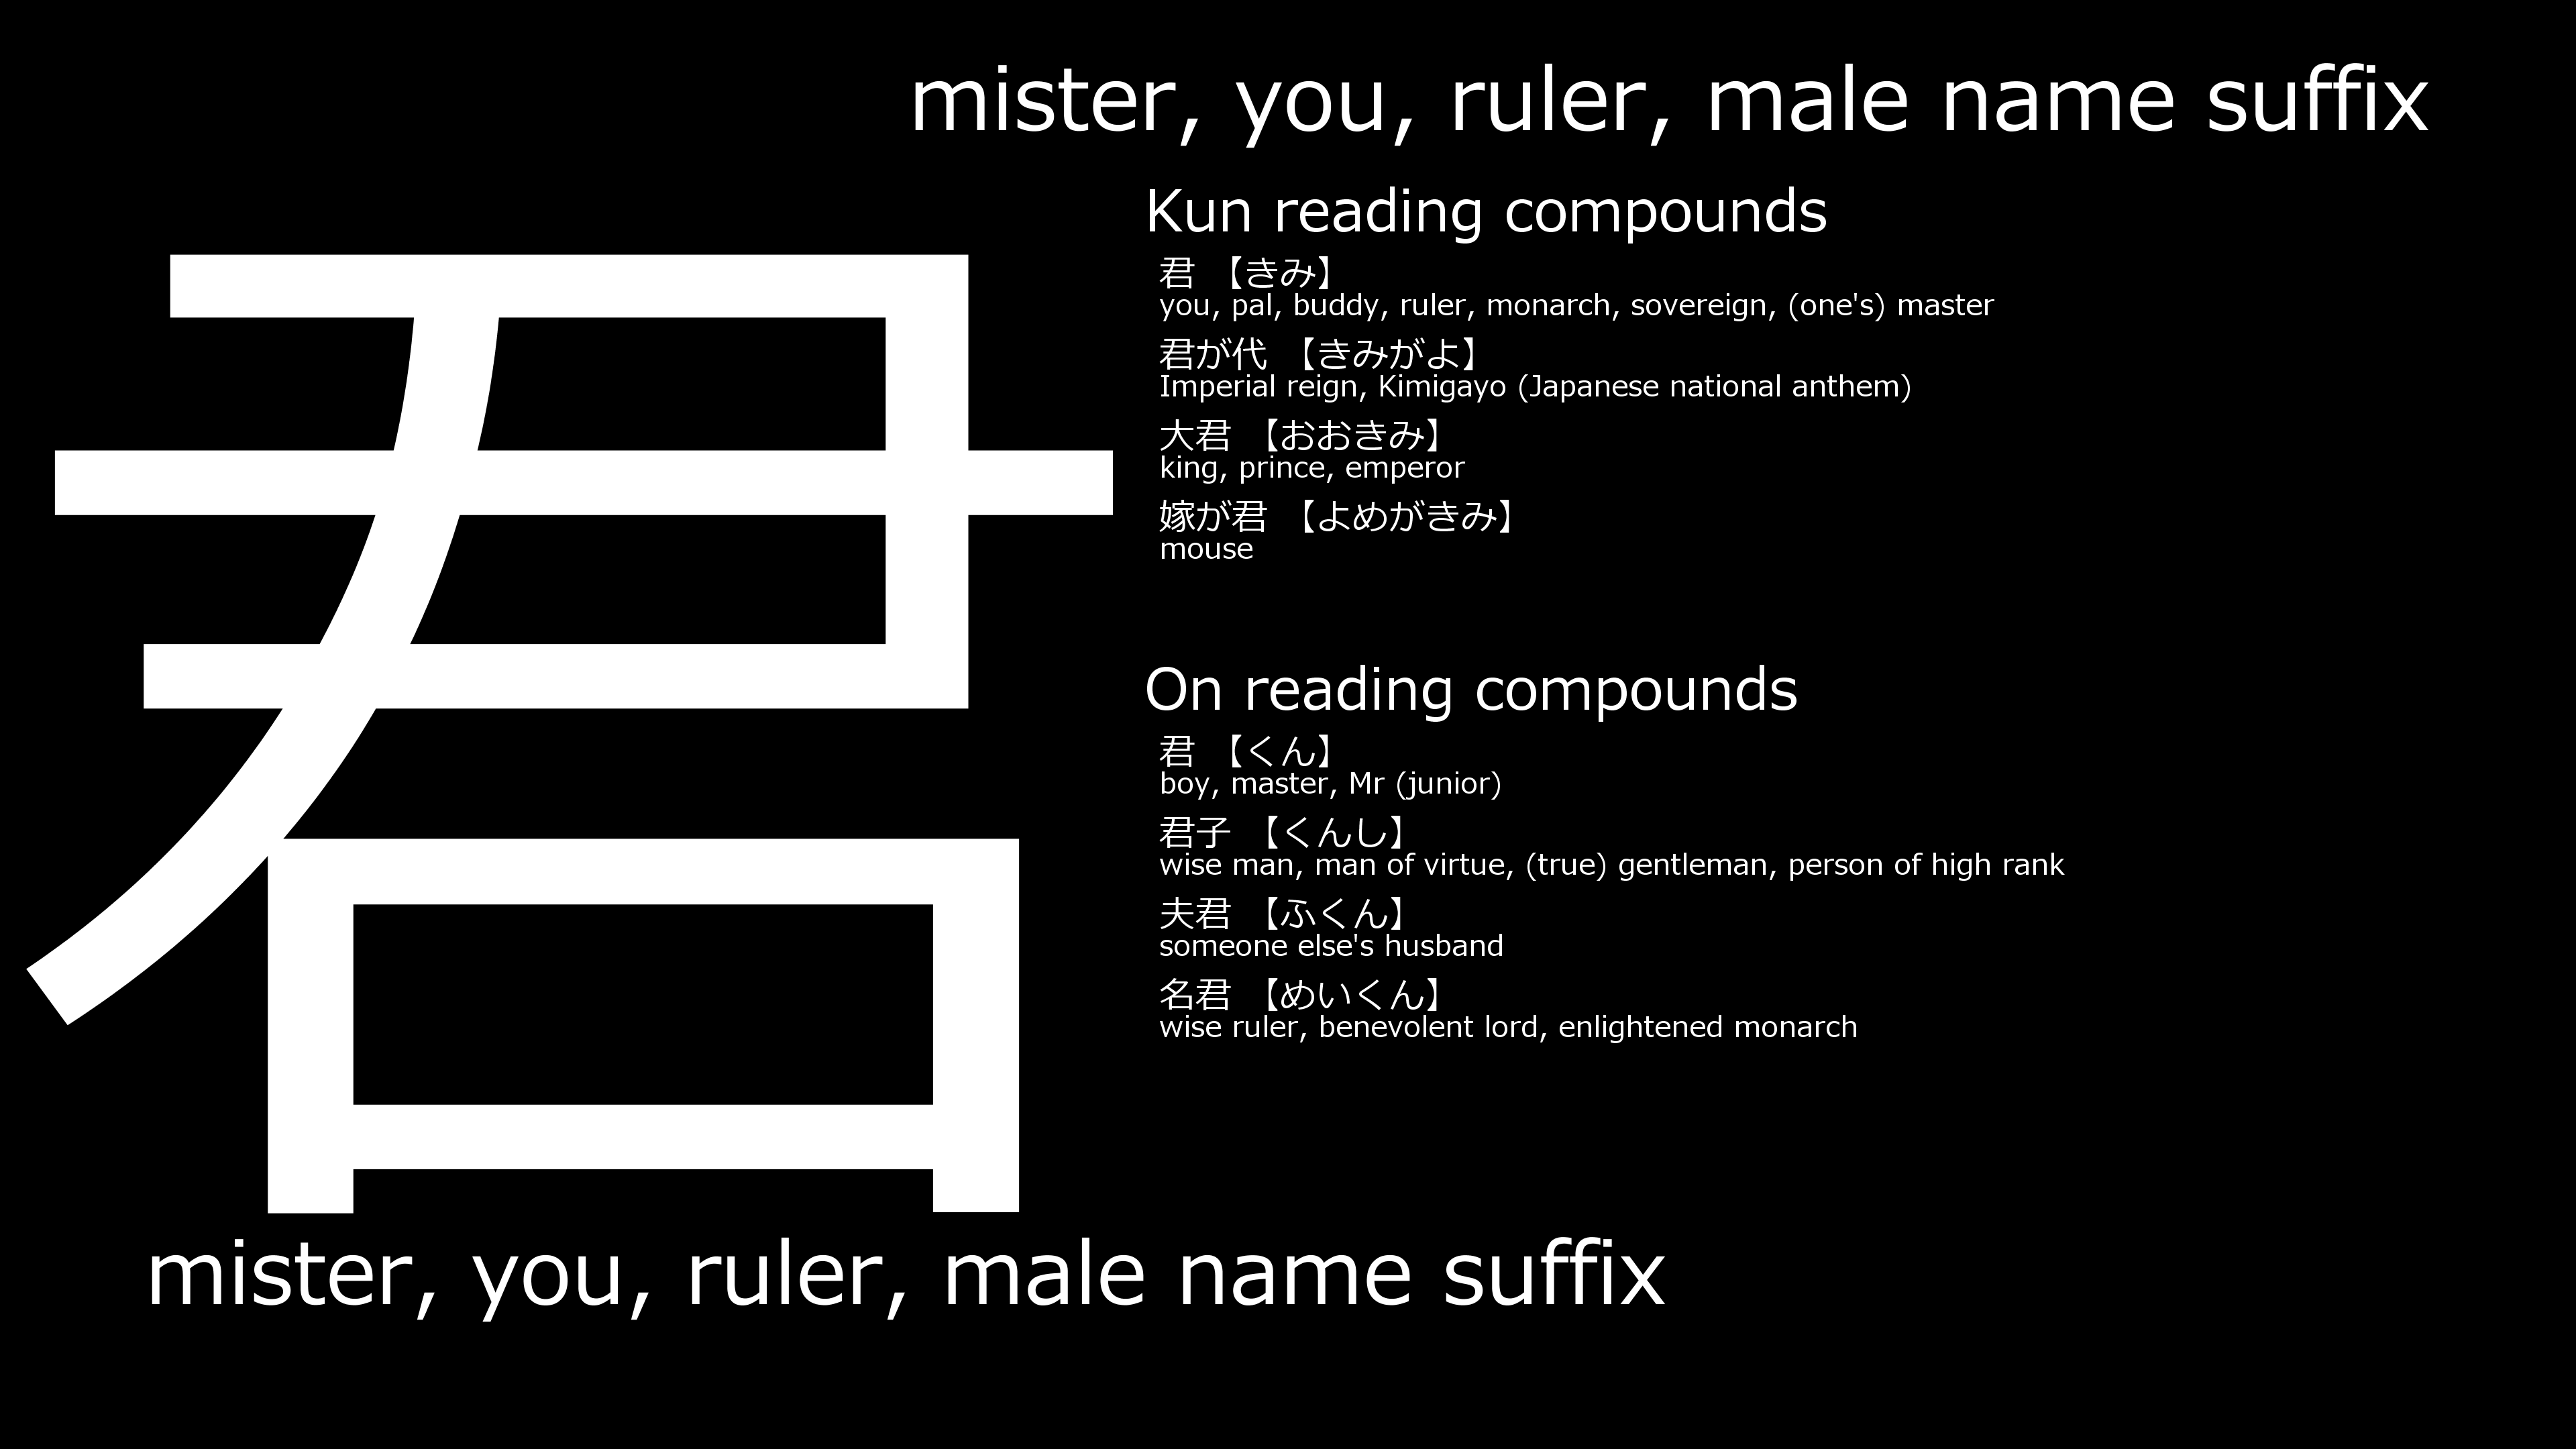 mister, you, ruler, male name suffix
君
Kun reading compounds
君 【きみ】
you, pal, buddy, ruler, monarch, sovereign, (one's) master
君が代 【きみがよ】
Imperial reign, Kimigayo (Japanese national anthem)
大君 【おおきみ】
king, prince, emperor
嫁が君 【よめがきみ】
mouse
On reading compounds
君 【くん】
boy, master, Mr (junior)
君子 【くんし】
wise man, man of virtue, (true) gentleman, person of high rank
夫君 【ふくん】
someone else's husband
名君 【めいくん】
wise ruler, benevolent lord, enlightened monarch
mister, you, ruler, male name suffix